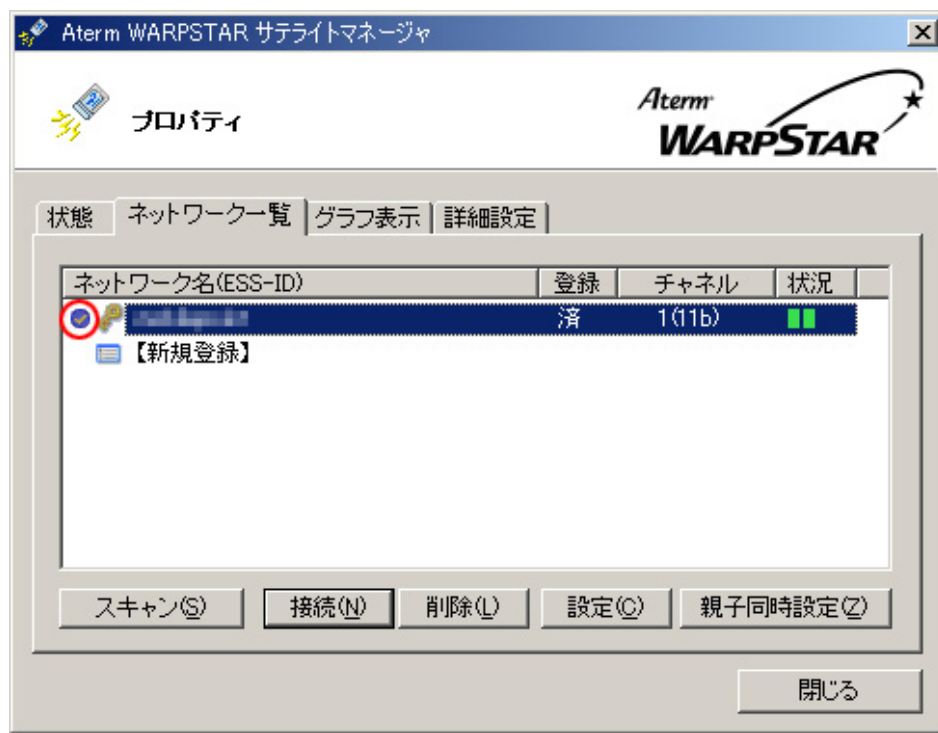 Aterm WARPSTAR サテライトマネージャ
プロパティ
Aterm
WARPSTAR
状態 ネットワーク一覧 グラフ表示 詳細設定
ネットワーク名(ESS-ID) 登録 チャネル 状況
済 1(11b)
【新規登録】
スキャン(S) 接続(N) 削除(L) 設定(C) 親子同時設定(Z)
閉じる